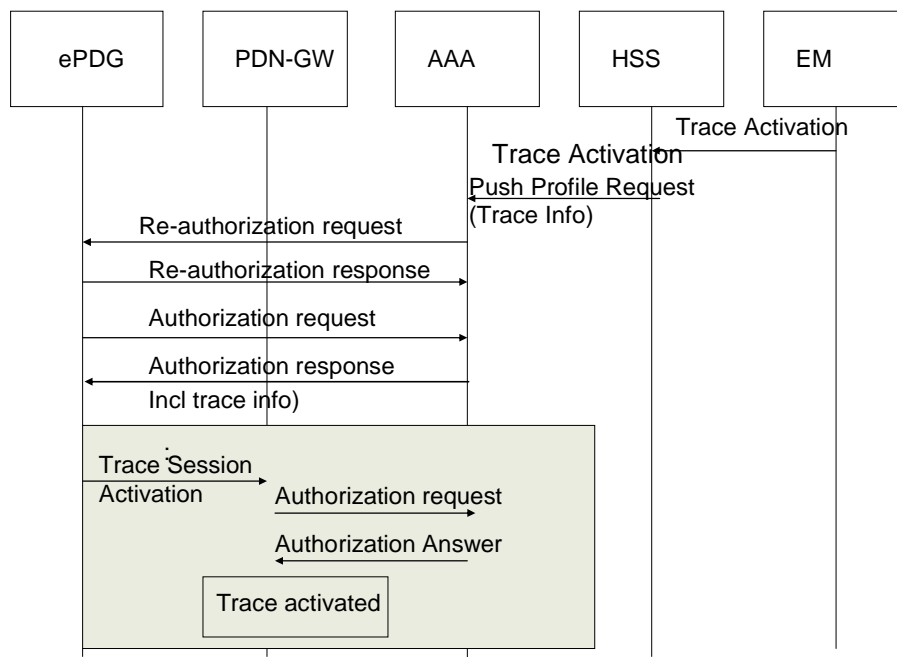 ePDG
PDN-GW
AAA
HSS
EM
Trace Activation
Trace Activation
Push Profile Request
(Trace Info)
Re-authorization request
Re-authorization response
Authorization request
Authorization response
Incl trace info)
:
Trace Session
Activation
Authorization request
Authorization Answer
Trace activated